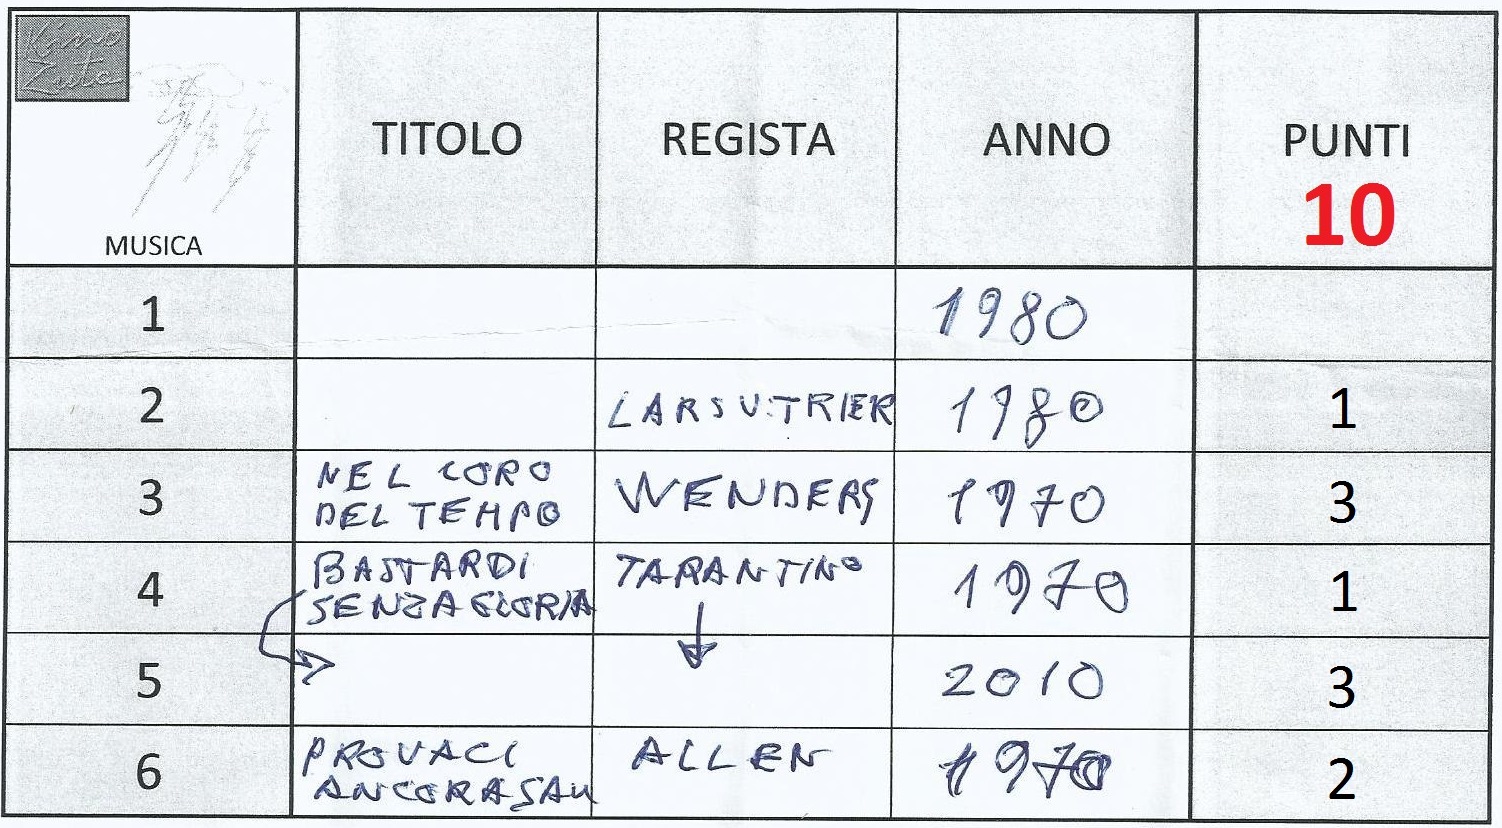 Kino
Zute
MUSICA
TITOLO
REGISTA
ANNO
PUNTI
10
1
1980
2
LARS V. TRIER
1980
1
3
NEL CORO
DEL TEMPO
WENDERS
1970
3
4
BASTARDI
SENZA GLORIA
TARANTINO
1970
1
5
2010
3
6
PROVACI
ANCORA SAM
ALLEN
1970
2